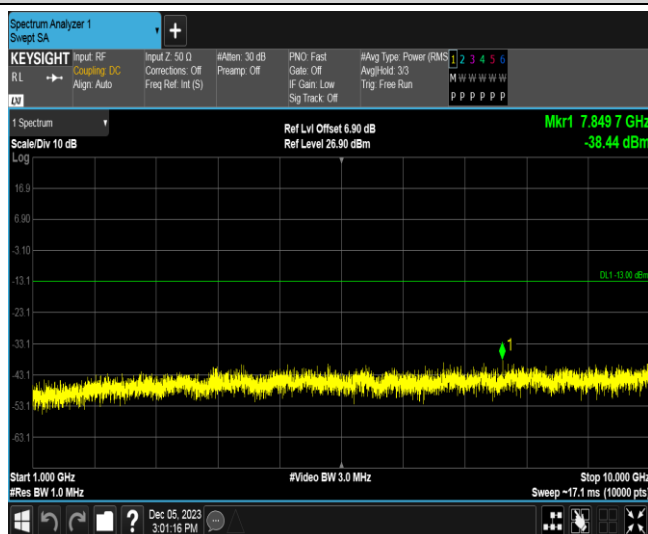 Spectrum Analyzer 1
Swept SA
+
KEYSIGHT
RL
LXI
Input: RF
Coupling: DC
Align: Auto
Input Z: 50 Ω
Corrections: Off
Freq Ref: Int (S)
#Atten: 30 dB
Preamp: Off
PNO: Fast
Gate: Off
IF Gain: Low
Sig Track: Off
#Avg Type: Power (RMS
Avg|Hold: 3/3
Trig: Free Run
1 2 3 4 5 6
M W W W W W
P P P P P P
1 Spectrum
Scale/Div 10 dB
Log
Ref Lvl Offset 6.90 dB
Ref Level 26.90 dBm
Mkr1 7.849 7 GHz
-38.44 dBm
16.9
6.90
-3.10
-13.1
DL1 -13.00 dBm
-23.1
-33.1
1
-43.1
-53.1
-63.1
Start 1.000 GHz
#Res BW 1.0 MHz
#Video BW 3.0 MHz
Stop 10.000 GHz
Sweep ~17.1 ms (10000 pts)
?
Dec 05, 2023
3:01:16 PM